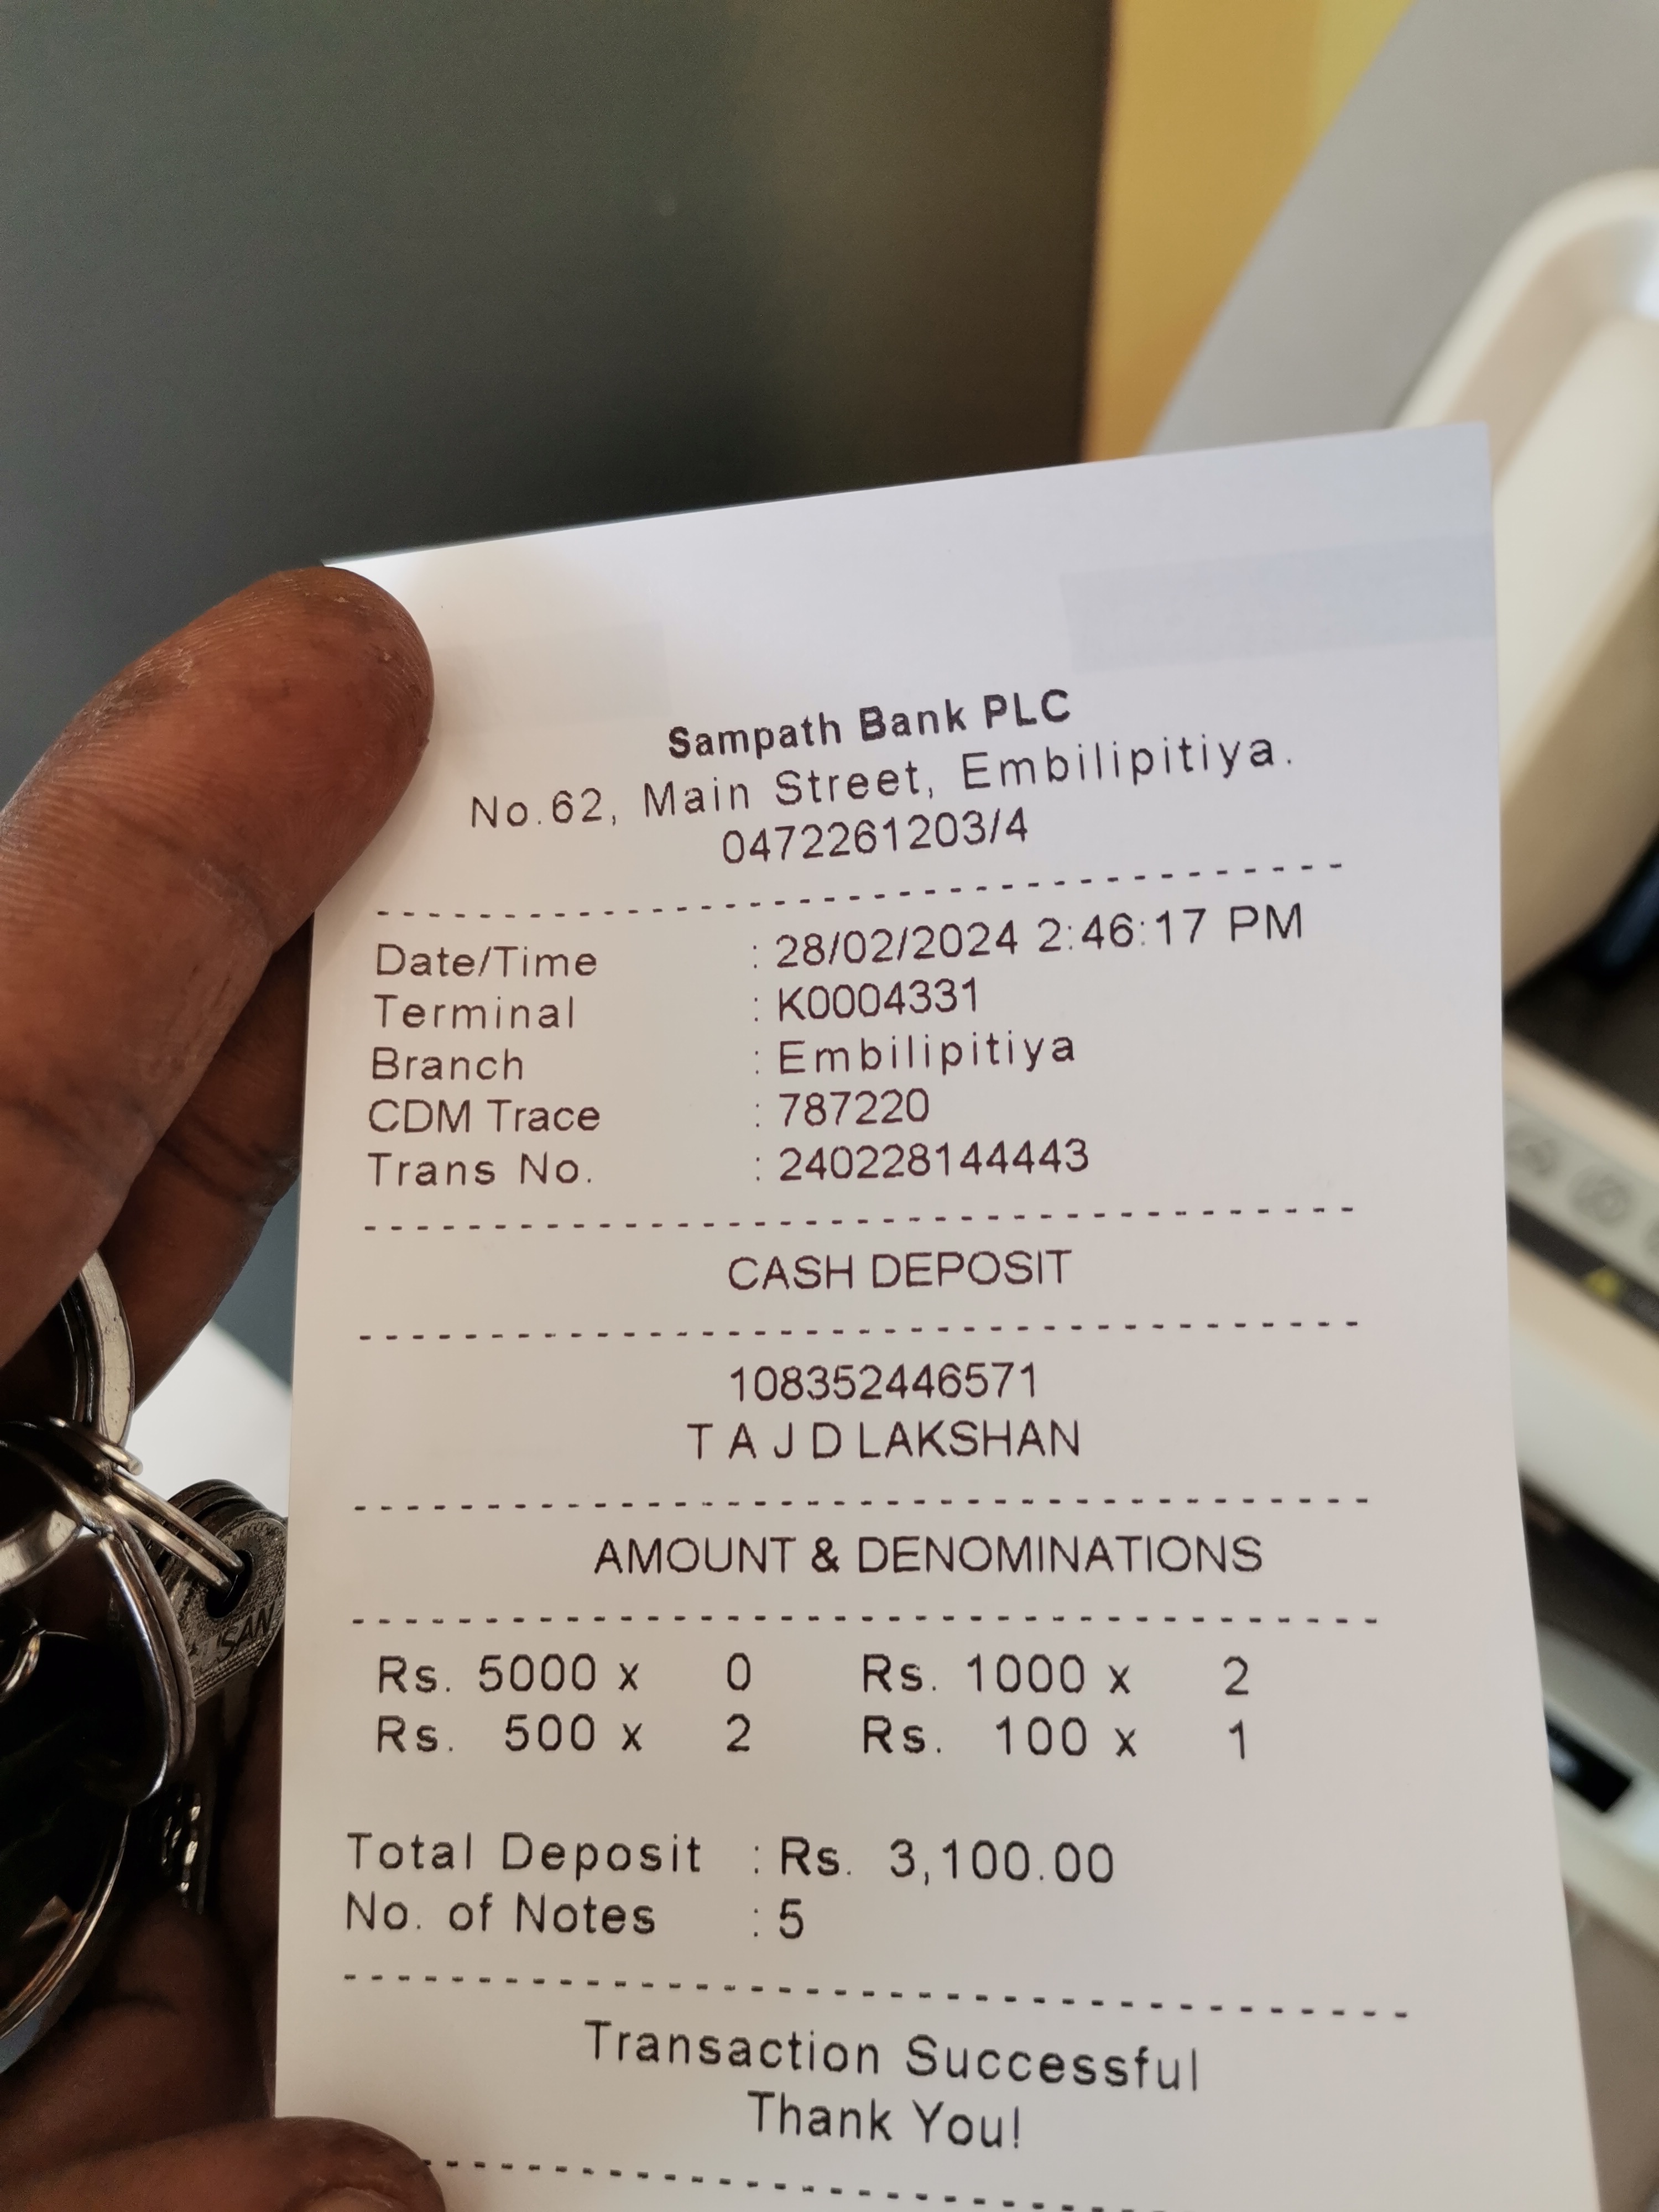 Sampath Bank PLC
No.62, Main Street, Embilipitiya.
0472261203/4
Date/Time : 28/02/2024 2:46:17 PM
Terminal : K0004331
Branch : Embilipitiya
CDM Trace : 787220
Trans No. : 240228144443
CASH DEPOSIT
108352446571
T A J D LAKSHAN
AMOUNT & DENOMINATIONS
Rs. 5000 x 0 Rs. 1000 x 2
Rs. 500 x 2 Rs. 100 x 1
Total Deposit : Rs. 3,100.00
No. of Notes : 5
Transaction Successful
Thank You!